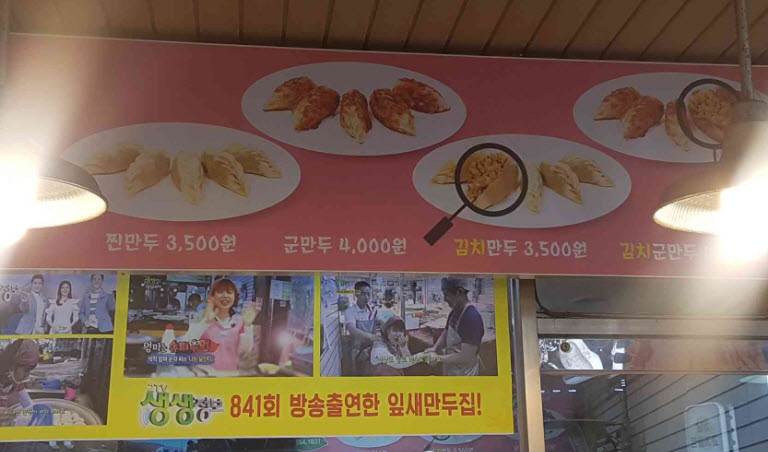 찐만두 3,500원
군만두 4,000원
김치만두 3,500원
김치군만두
생생정보
841회 방송출연한 잎새만두집!